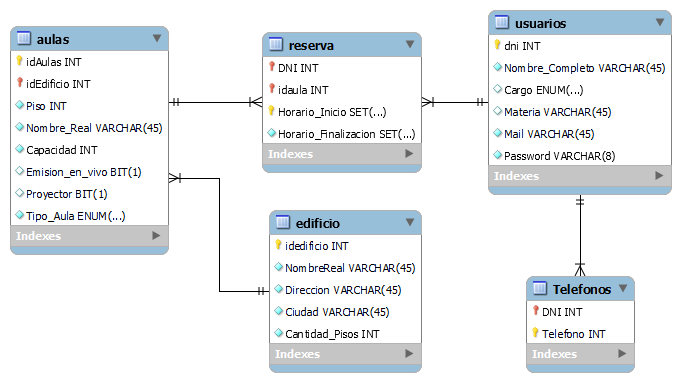 aulas
idAulas INT
idEdificio INT
Piso INT
Nombre_Real VARCHAR(45)
Capacidad INT
Emision_en_vivo BIT(1)
Proyector BIT(1)
Tipo_Aula ENUM(...)
Indexes
reserva
DNI INT
idaula INT
Horario_Inicio SET(...)
Horario_Finalizacion SET(...)
Indexes
usuarios
dni INT
Nombre_Completo VARCHAR(45)
Cargo ENUM(...)
Materia VARCHAR(45)
Mail VARCHAR(45)
Password VARCHAR(8)
Indexes
edificio
idedificio INT
NombreReal VARCHAR(45)
Direccion VARCHAR(45)
Ciudad VARCHAR(45)
Cantidad_Pisos INT
Indexes
Telefonos
DNI INT
Telefono INT
Indexes